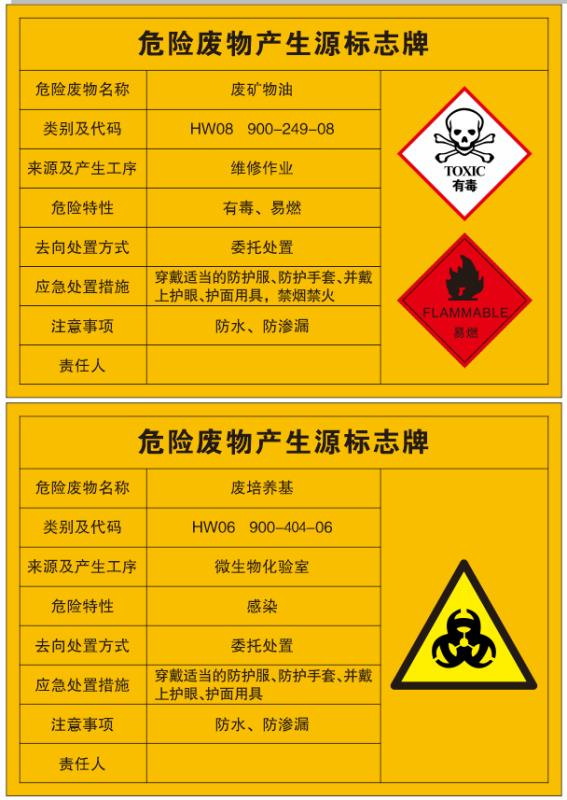 危险废物产生源标志牌
危险废物名称 废矿物油
类别及代码 HW08 900-249-08
来源及产生工序 维修作业
危险特性 有毒、易燃
去向处置方式 委托处置
应急处置措施 穿戴适当的防护服、防护手套、并戴
上护眼、护面用具，禁烟禁火
注意事项 防水、防渗漏
责任人
TOXIC
有毒
FLAMMABLE
易燃
危险废物产生源标志牌
危险废物名称 废培养基
类别及代码 HW06 900-404-06
来源及产生工序 微生物化验室
危险特性 感染
去向处置方式 委托处置
应急处置措施 穿戴适当的防护服、防护手套、并戴
上护眼、护面用具
注意事项 防水、防渗漏
责任人